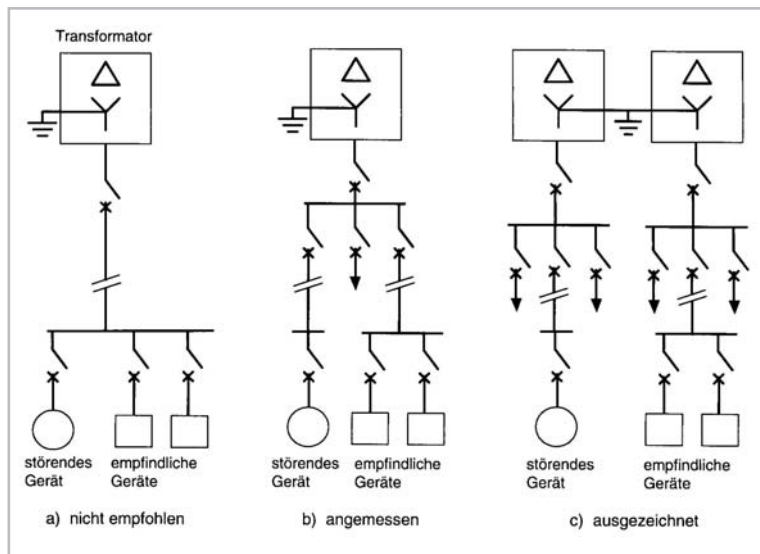 Transformator
störendes
Gerät
empfindliche
Geräte
störendes
Gerät
empfindliche
Geräte
störendes
Gerät
empfindliche
Geräte
a) nicht empfohlen
b) angemessen
c) ausgezeichnet